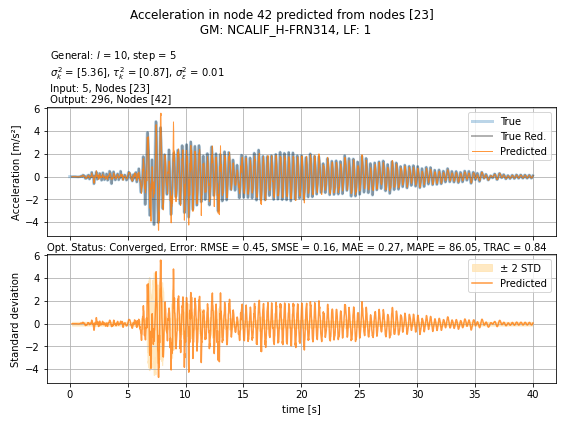 Acceleration in node 42 predicted from nodes [23]
GM: NCALIF_H-FRN314, LF: 1
General: l = 10, step = 5
σ²ₖ = [5.36], τ²ₖ = [0.87], σ²ₑ = 0.01
Input: 5, Nodes [23]
Output: 296, Nodes [42]
6
4
2
0
−2
−4
Acceleration [m/s²]
True
True Red.
Predicted
Opt. Status: Converged, Error: RMSE = 0.45, SMSE = 0.16, MAE = 0.27, MAPE = 86.05, TRAC = 0.84
6
4
2
0
−2
−4
Standard deviation
± 2 STD
Predicted
0 5 10 15 20 25 30 35 40
time [s]